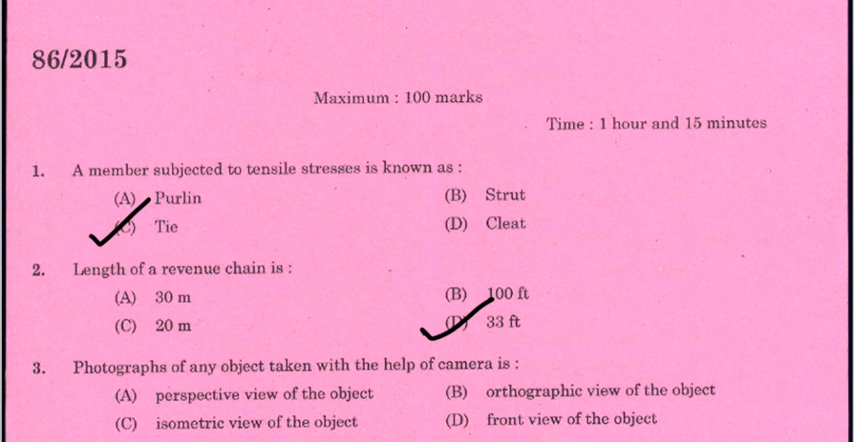 86/2015
Maximum : 100 marks
Time : 1 hour and 15 minutes
1. A member subjected to tensile stresses is known as :
(A) Purlin (B) Strut
(C) Tie (D) Cleat
2. Length of a revenue chain is :
(A) 30 m (B) 100 ft
(C) 20 m (D) 33 ft
3. Photographs of any object taken with the help of camera is :
(A) perspective view of the object (B) orthographic view of the object
(C) isometric view of the object (D) front view of the object